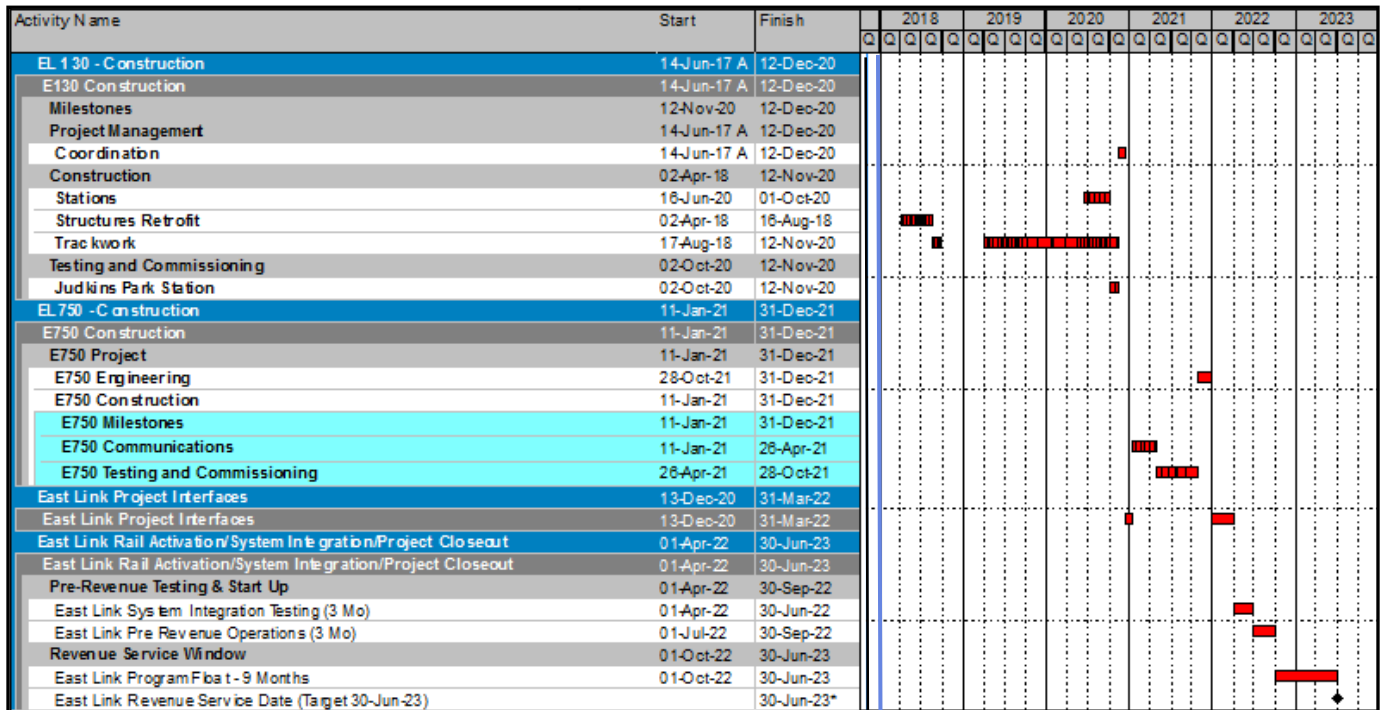 Activity Name Start Finish 2018 2019 2020 2021 2022 2023
Q Q Q Q Q Q Q Q Q Q Q Q Q Q Q Q Q Q Q Q Q Q Q Q
EL 130 - Construction 14-Jun-17 A 12-Dec-20
E130 Construction 14-Jun-17 A 12-Dec-20
Milestones 12-Nov-20 12-Dec-20
Project Management 14-Jun-17 A 12-Dec-20
Coordination 14-Jun-17 A 12-Dec-20
Construction 02-Apr-18 12-Nov-20
Stations 16-Jun-20 01-Oct-20
Structures Retrofit 02-Apr-18 16-Aug-18
Trackwork 17-Aug-18 12-Nov-20
Testing and Commissioning 02-Oct-20 12-Nov-20
Judkins Park Station 02-Oct-20 12-Nov-20
EL750 - Construction 11-Jan-21 31-Dec-21
E750 Construction 11-Jan-21 31-Dec-21
E750 Project 11-Jan-21 31-Dec-21
E750 Engineering 28-Oct-21 31-Dec-21
E750 Construction 11-Jan-21 31-Dec-21
E750 Milestones 11-Jan-21 31-Dec-21
E750 Communications 11-Jan-21 26-Apr-21
E750 Testing and Commissioning 26-Apr-21 28-Oct-21
East Link Project Interfaces 13-Dec-20 31-Mar-22
East Link Project Interfaces 13-Dec-20 31-Mar-22
East Link Rail Activation/System Integration/Project Closeout 01-Apr-22 30-Jun-23
East Link Rail Activation/System Integration/Project Closeout 01-Apr-22 30-Jun-23
Pre-Revenue Testing & Start Up 01-Apr-22 30-Sep-22
East Link System Integration Testing (3 Mo) 01-Apr-22 30-Jun-22
East Link Pre Revenue Operations (3 Mo) 01-Jul-22 30-Sep-22
Revenue Service Window 01-Oct-22 30-Jun-23
East Link Program Float - 9 Months 01-Oct-22 30-Jun-23
East Link Revenue Service Date (Target 30-Jun-23) 30-Jun-23*